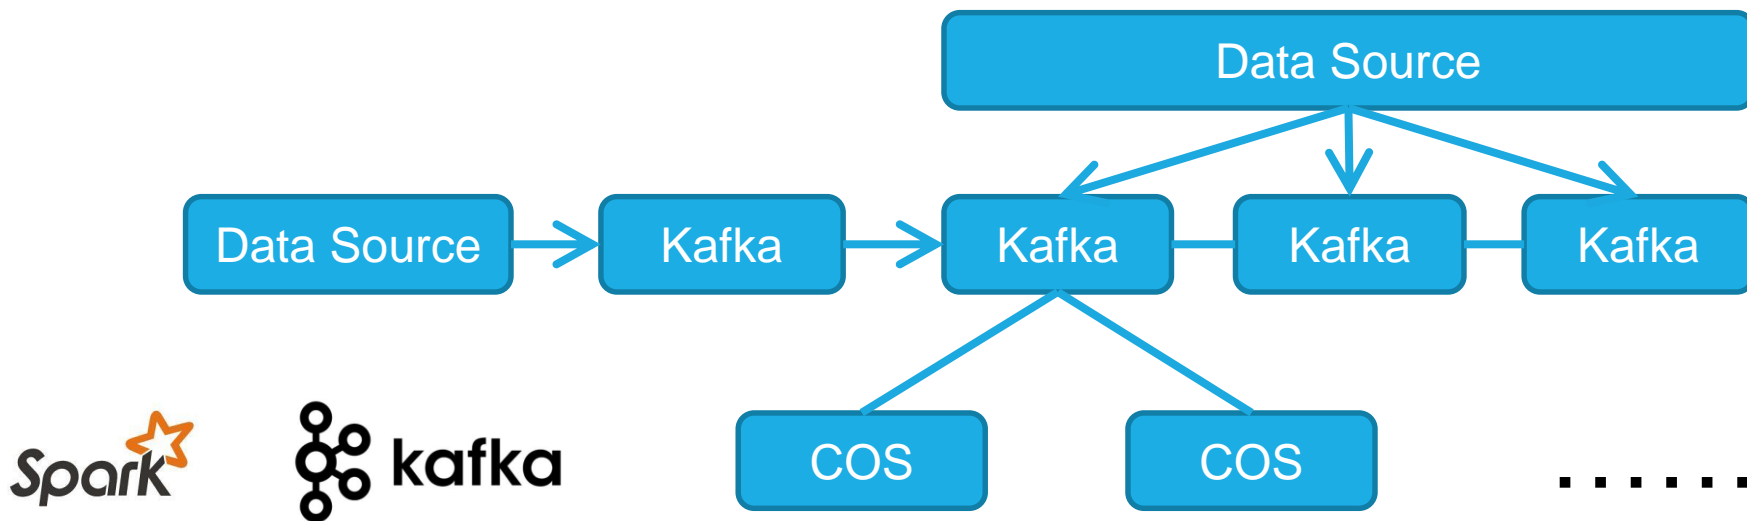 Data Source
Data Source
Kafka
Kafka
Kafka
Kafka
COS
COS
Spark
kafka
......